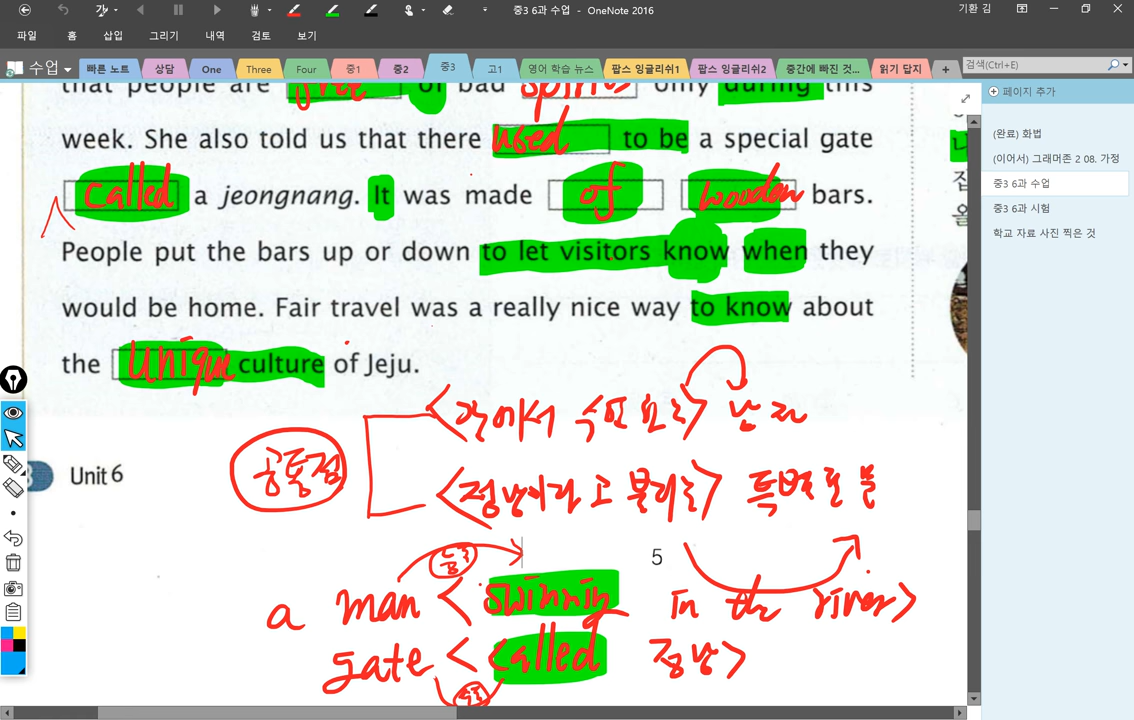 중3 6과 수업 - OneNote 2016
기환 김
파일 홈 삽입 그리기 내역 검토 보기
수업 빠른 노트 상담 One Three Four 중1 중2 중3 고1 영어 학습 뉴스 팝스 잉글리쉬1 팝스 잉글리쉬2 중간에 빠진 것... 읽기 답지 +
검색(Ctrl+E)
페이지 추가
(완료) 화법
(이어서) 그래머존 2 08. 가정
중3 6과 수업
중3 6과 시험
학교 자료 사진 찍은 것
that people are free of bad spirits only during this
week. She also told us that there used to be a special gate
called a jeongnang. It was made of wooden bars.
People put the bars up or down to let visitors know when they
would be home. Fair travel was a really nice way to know about
the unique culture of Jeju.
<강에서 수영하는> 남자
공통점
<정낭이라고 불리는> 특별한 문
Unit 6
5
능동
a man < swimming in the river>
gate < called 정낭>
수동